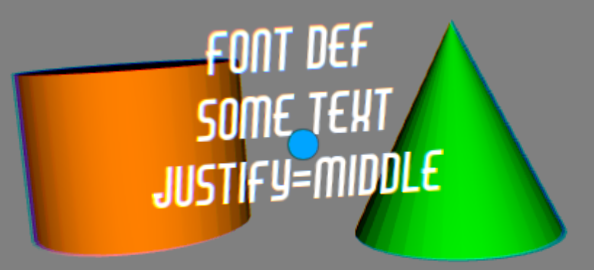 FONT DEF
SOME TEXT
JUSTIFY=MIDDLE